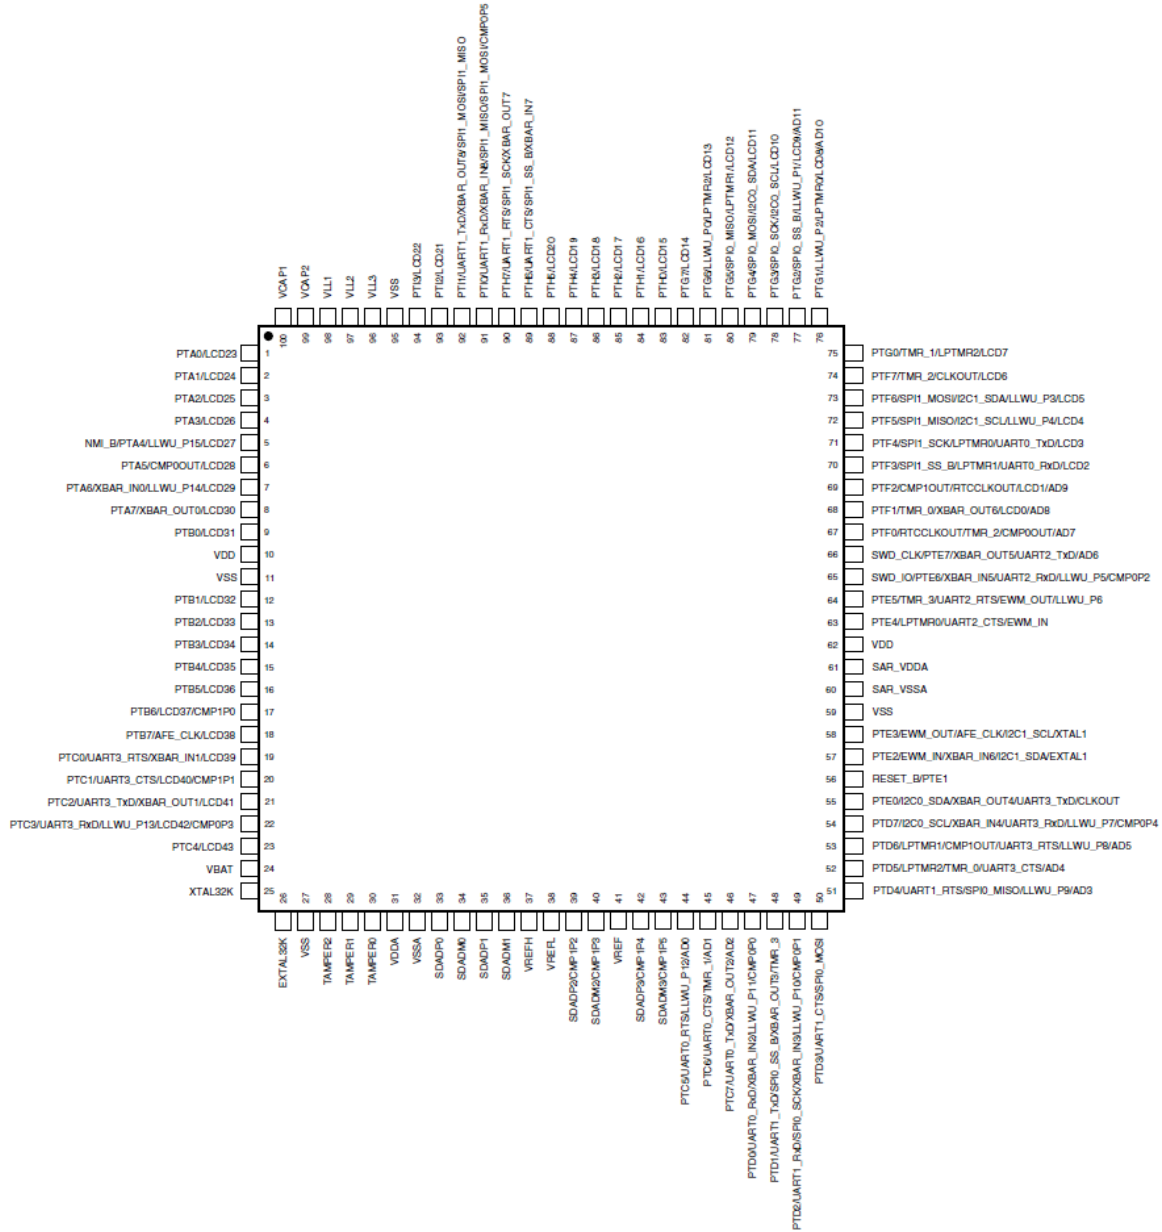 VCAP1
VCAP2
VLL1
VLL2
VLL3
VSS
PTI3/LCD22
PTI2/LCD21
PTI1/UART1_TxD/XBAR_OUT8/SPI1_MOSI/SPI1_MISO
PTI0/UART1_RxD/XBAR_IN8/SPI1_MISO/SPI1_MOSI/CMP0P5
PTH7/UART1_RTS/SPI1_SCK/XBAR_OUT7
PTH6/UART1_CTS/SPI1_SS_B/XBAR_IN7
PTH5/LCD20
PTH4/LCD19
PTH3/LCD18
PTH2/LCD17
PTH1/LCD16
PTH0/LCD15
PTG7/LCD14
PTG6/LLWU_P0/LPTMR2/LCD13
PTG5/SPI0_MISO/LPTMR1/LCD12
PTG4/SPI0_MOSI/I2C0_SDA/LCD11
PTG3/SPI0_SCK/I2C0_SCL/LCD10
PTG2/SPI0_SS_B/LLWU_P1/LCD9/AD11
PTG1/LLWU_P2/LPTMR0/LCD8/AD10
100 99 98 97 96 95 94 93 92 91 90 89 88 87 86 85 84 83 82 81 80 79 78 77 76
PTA0/LCD23 1
PTA1/LCD24 2
PTA2/LCD25 3
PTA3/LCD26 4
NMI_B/PTA4/LLWU_P15/LCD27 5
PTA5/CMP0OUT/LCD28 6
PTA6/XBAR_IN0/LLWU_P14/LCD29 7
PTA7/XBAR_OUT0/LCD30 8
PTB0/LCD31 9
VDD 10
VSS 11
PTB1/LCD32 12
PTB2/LCD33 13
PTB3/LCD34 14
PTB4/LCD35 15
PTB5/LCD36 16
PTB6/LCD37/CMP1P0 17
PTB7/AFE_CLK/LCD38 18
PTC0/UART3_RTS/XBAR_IN1/LCD39 19
PTC1/UART3_CTS/LCD40/CMP1P1 20
PTC2/UART3_TxD/XBAR_OUT1/LCD41 21
PTC3/UART3_RxD/LLWU_P13/LCD42/CMP0P3 22
PTC4/LCD43 23
VBAT 24
XTAL32K 25
75 PTG0/TMR_1/LPTMR2/LCD7
74 PTF7/TMR_2/CLKOUT/LCD6
73 PTF6/SPI1_MOSI/I2C1_SDA/LLWU_P3/LCD5
72 PTF5/SPI1_MISO/I2C1_SCL/LLWU_P4/LCD4
71 PTF4/SPI1_SCK/LPTMR0/UART0_TxD/LCD3
70 PTF3/SPI1_SS_B/LPTMR1/UART0_RxD/LCD2
69 PTF2/CMP1OUT/RTCCLKOUT/LCD1/AD9
68 PTF1/TMR_0/XBAR_OUT6/LCD0/AD8
67 PTF0/RTCCLKOUT/TMR_2/CMP0OUT/AD7
66 SWD_CLK/PTE7/XBAR_OUT5/UART2_TxD/AD6
65 SWD_IO/PTE6/XBAR_IN5/UART2_RxD/LLWU_P5/CMP0P2
64 PTE5/TMR_3/UART2_RTS/EWM_OUT/LLWU_P6
63 PTE4/LPTMR0/UART2_CTS/EWM_IN
62 VDD
61 SAR_VDDA
60 SAR_VSSA
59 VSS
58 PTE3/EWM_OUT/AFE_CLK/I2C1_SCL/XTAL1
57 PTE2/EWM_IN/XBAR_IN6/I2C1_SDA/EXTAL1
56 RESET_B/PTE1
55 PTE0/I2C0_SDA/XBAR_OUT4/UART3_TxD/CLKOUT
54 PTD7/I2C0_SCL/XBAR_IN4/UART3_RxD/LLWU_P7/CMP0P4
53 PTD6/LPTMR1/CMP1OUT/UART3_RTS/LLWU_P8/AD5
52 PTD5/LPTMR2/TMR_0/UART3_CTS/AD4
51 PTD4/UART1_RTS/SPI0_MISO/LLWU_P9/AD3
26 27 28 29 30 31 32 33 34 35 36 37 38 39 40 41 42 43 44 45 46 47 48 49 50
EXTAL32K
VSS
TAMPER2
TAMPER1
TAMPER0
VDDA
VSSA
SDADP0
SDADM0
SDADP1
SDADM1
VREFH
VREFL
SDADP2/CMP1P2
SDADM2/CMP1P3
VREF
SDADP3/CMP1P4
SDADM3/CMP1P5
PTC5/UART0_RTS/LLWU_P12/AD0
PTC6/UART0_CTS/TMR_1/AD1
PTC7/UART0_TxD/XBAR_OUT2/AD2
PTD0/UART0_RxD/XBAR_IN2/LLWU_P11/CMP0P0
PTD1/UART1_TxD/SPI0_SS_B/XBAR_OUT3/TMR_3
PTD2/UART1_RxD/SPI0_SCK/XBAR_IN3/LLWU_P10/CMP0P1
PTD3/UART1_CTS/SPI0_MOSI